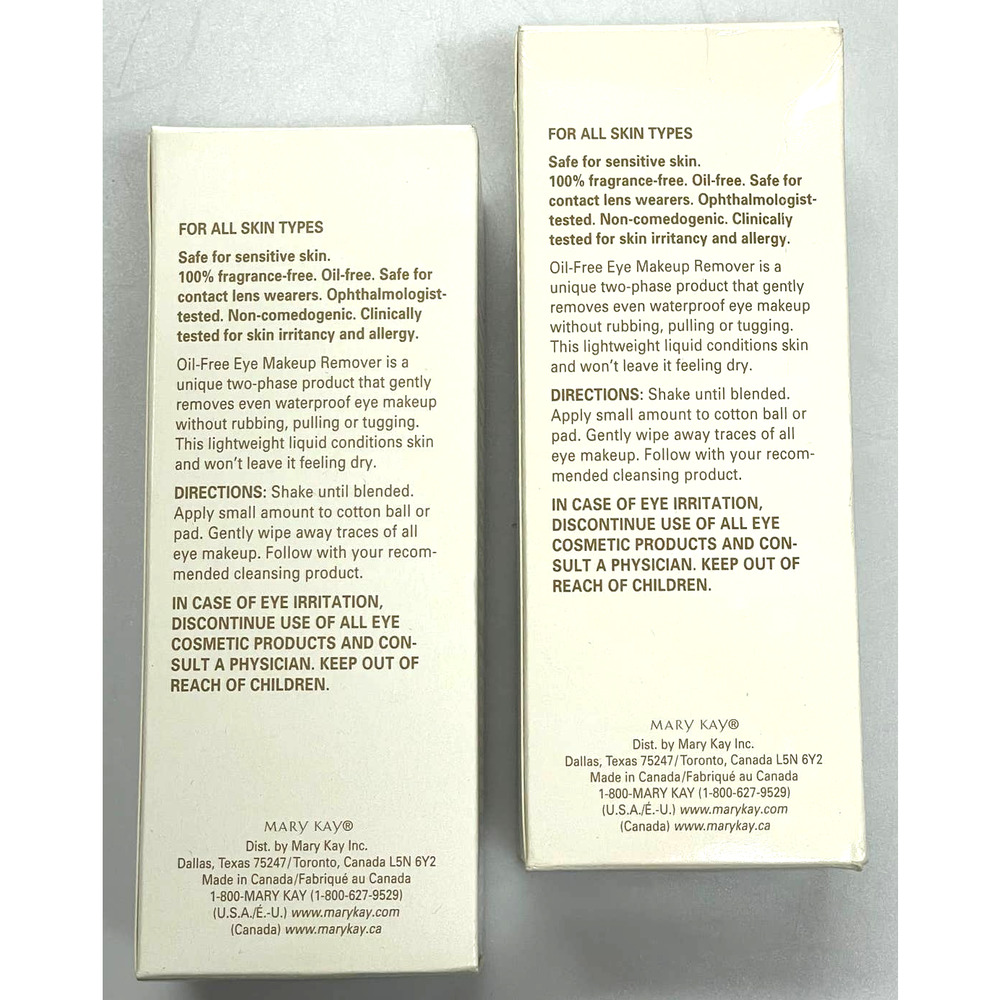 FOR ALL SKIN TYPES
Safe for sensitive skin.
100% fragrance-free. Oil-free. Safe for
contact lens wearers. Ophthalmologist-
tested. Non-comedogenic. Clinically
tested for skin irritancy and allergy.
Oil-Free Eye Makeup Remover is a
unique two-phase product that gently
removes even waterproof eye makeup
without rubbing, pulling or tugging.
This lightweight liquid conditions skin
and won't leave it feeling dry.
DIRECTIONS: Shake until blended.
Apply small amount to cotton ball or
pad. Gently wipe away traces of all
eye makeup. Follow with your recom-
mended cleansing product.
IN CASE OF EYE IRRITATION,
DISCONTINUE USE OF ALL EYE
COSMETIC PRODUCTS AND CON-
SULT A PHYSICIAN. KEEP OUT OF
REACH OF CHILDREN.
MARY KAY®
Dist. by Mary Kay Inc.
Dallas, Texas 75247/Toronto, Canada L5N 6Y2
Made in Canada/Fabriqué au Canada
1-800-MARY KAY (1-800-627-9529)
(U.S.A./É.-U.) www.marykay.com
(Canada) www.marykay.ca
FOR ALL SKIN TYPES
Safe for sensitive skin.
100% fragrance-free. Oil-free. Safe for
contact lens wearers. Ophthalmologist-
tested. Non-comedogenic. Clinically
tested for skin irritancy and allergy.
Oil-Free Eye Makeup Remover is a
unique two-phase product that gently
removes even waterproof eye makeup
without rubbing, pulling or tugging.
This lightweight liquid conditions skin
and won't leave it feeling dry.
DIRECTIONS: Shake until blended.
Apply small amount to cotton ball or
pad. Gently wipe away traces of all
eye makeup. Follow with your recom-
mended cleansing product.
IN CASE OF EYE IRRITATION,
DISCONTINUE USE OF ALL EYE
COSMETIC PRODUCTS AND CON-
SULT A PHYSICIAN. KEEP OUT OF
REACH OF CHILDREN.
MARY KAY®
Dist. by Mary Kay Inc.
Dallas, Texas 75247/Toronto, Canada L5N 6Y2
Made in Canada/Fabriqué au Canada
1-800-MARY KAY (1-800-627-9529)
(U.S.A./É.-U.) www.marykay.com
(Canada) www.marykay.ca